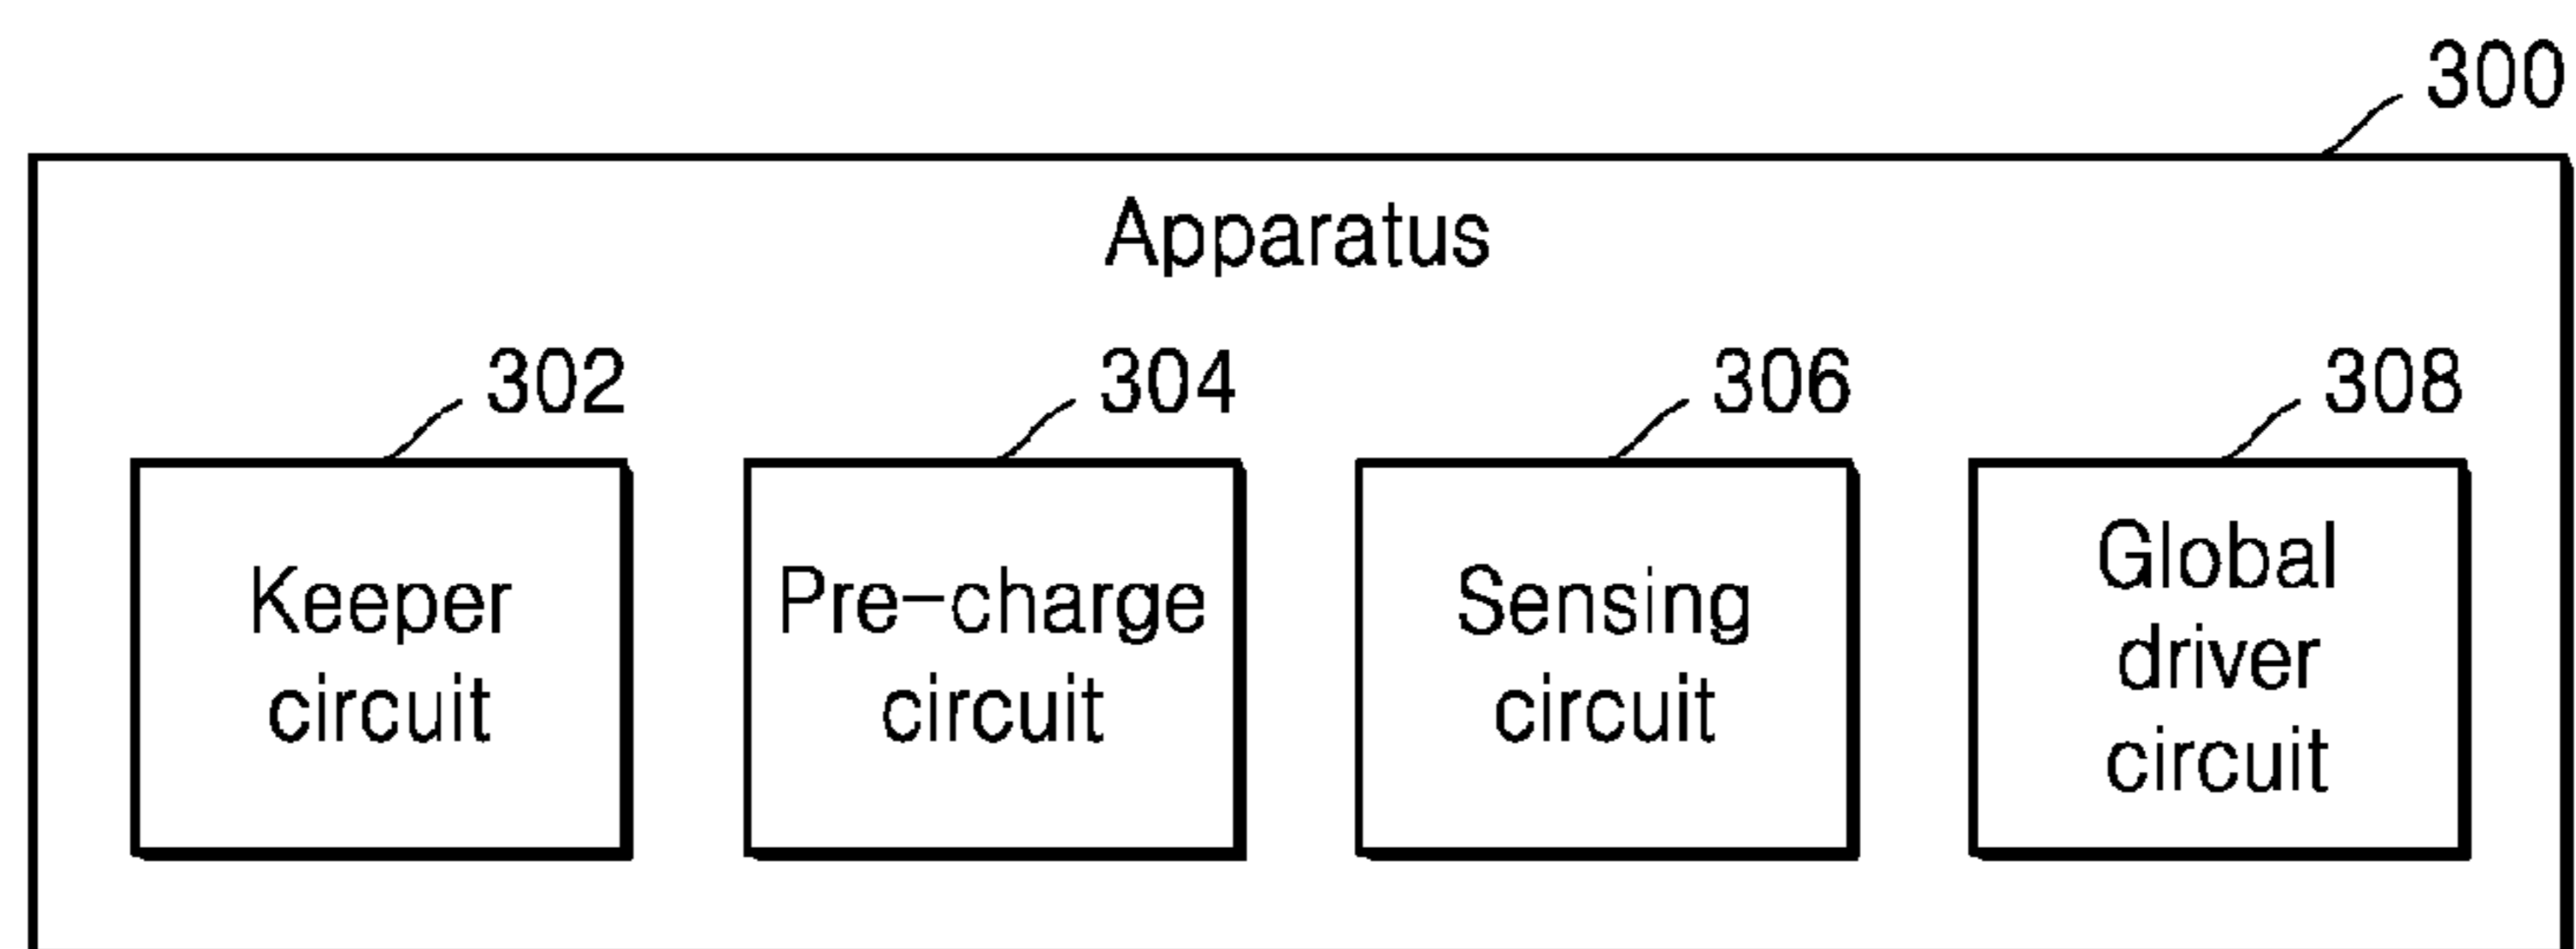 300
Apparatus
302
304
306
308
Keeper
circuit
Pre-charge
circuit
Sensing
circuit
Global
driver
circuit